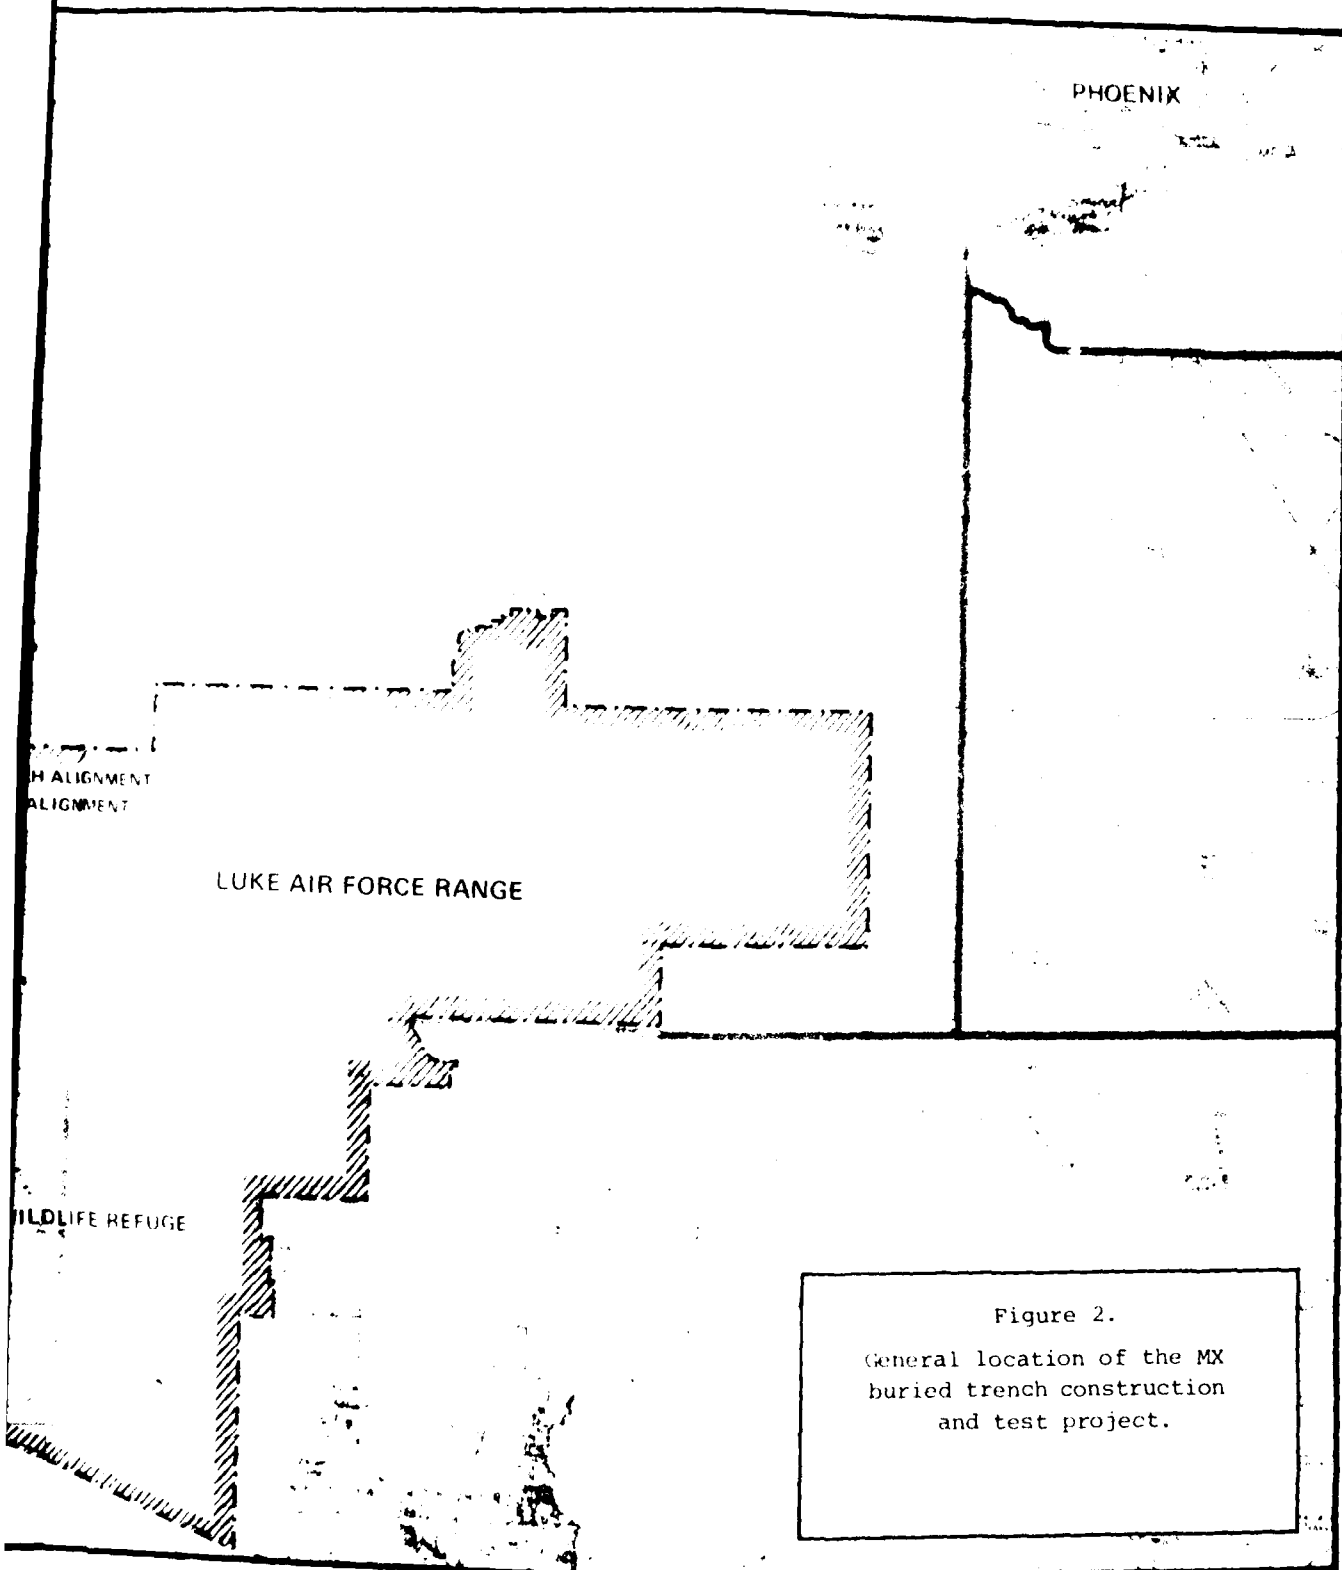 PHOENIX
H ALIGNMENT
ALIGNMENT
LUKE AIR FORCE RANGE
WILDLIFE REFUGE
Figure 2.
General location of the MX
buried trench construction
and test project.